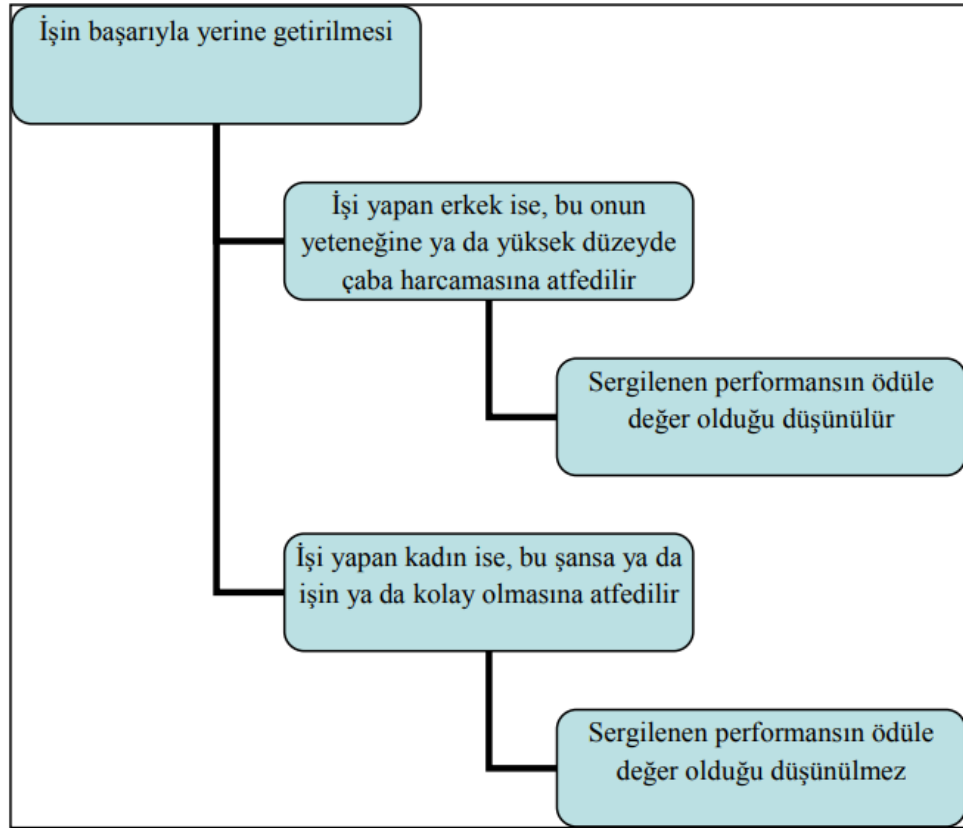 İşin başarıyla yerine getirilmesi
İşi yapan erkek ise, bu onun
yeteneğine ya da yüksek düzeyde
çaba harcamasına atfedilir
Sergilenen performansın ödüle
değer olduğu düşünülür
İşi yapan kadın ise, bu şansa ya da
işin ya da kolay olmasına atfedilir
Sergilenen performansın ödüle
değer olduğu düşünülmez